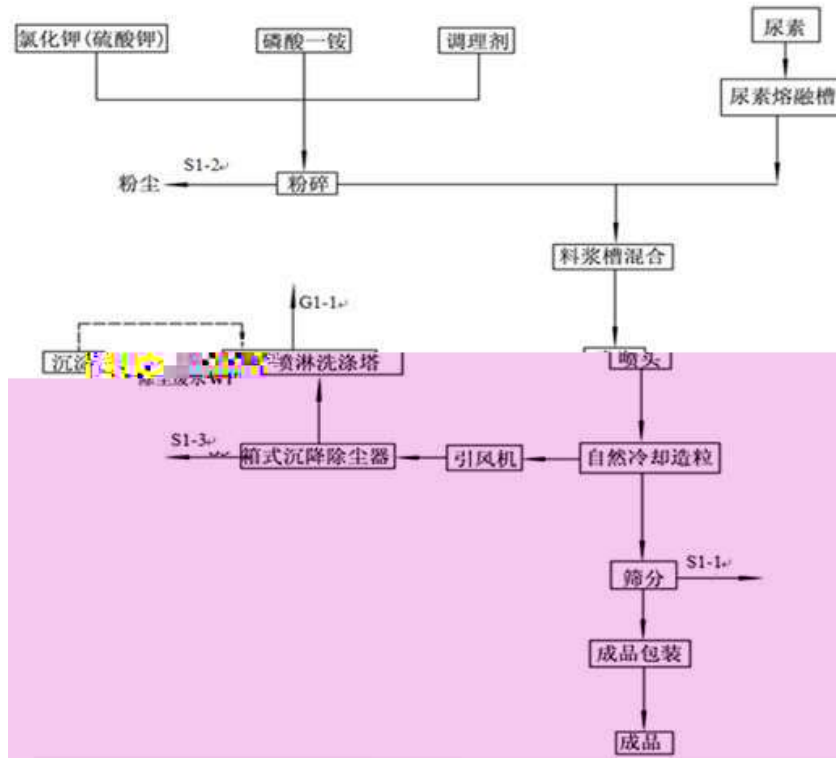 氯化钾(硫酸钾)
磷酸一铵
调理剂
尿素
尿素熔融槽
S1-2
粉尘
粉碎
料浆槽混合
G1-1
喷淋洗涤塔
喷头
S1-3
箱式沉降除尘器
引风机
自然冷却造粒
筛分
S1-1
成品包装
成品